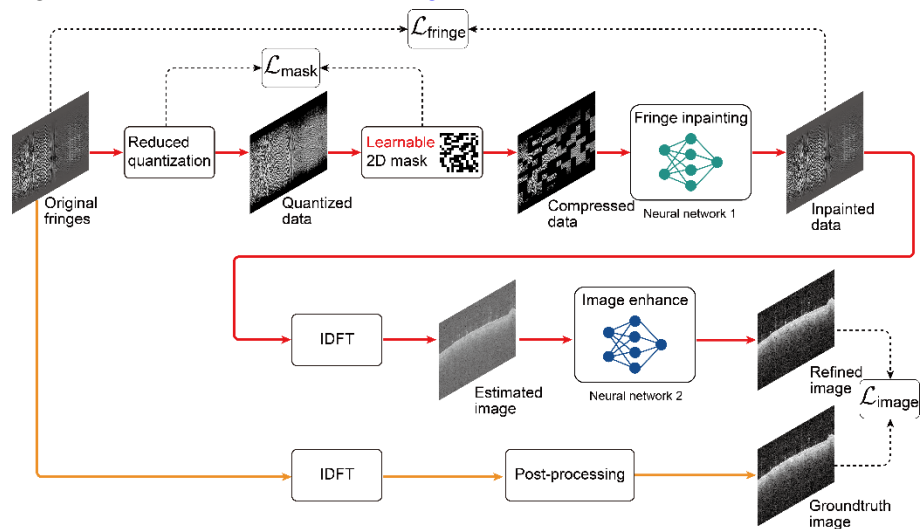 ℒfringe
ℒmask
Reduced
quantization
Learnable
2D mask
Fringe inpainting
Original
fringes
Quantized
data
Compressed
data
Neural network 1
Inpainted
data
IDFT
Estimated
image
Image enhance
Neural network 2
Refined
image
ℒimage
IDFT
Post-processing
Groundtruth
image